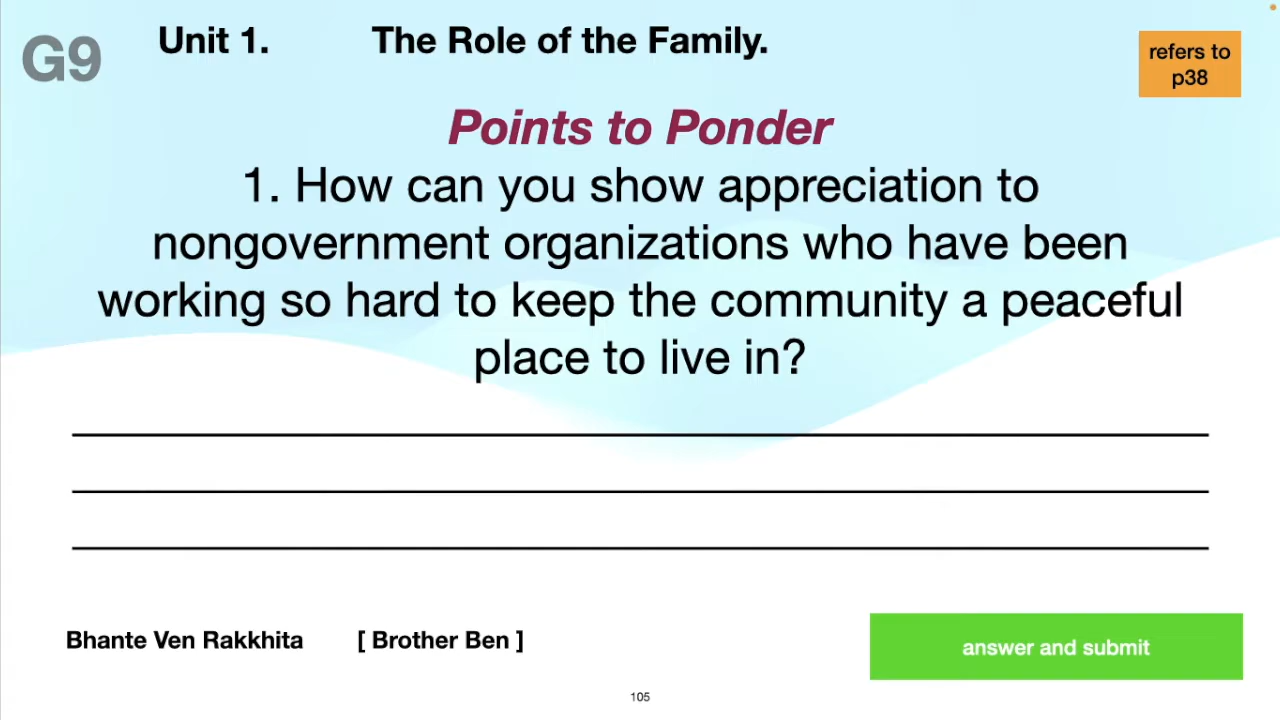 G9
Unit 1. The Role of the Family.
refers to
p38
Points to Ponder
1. How can you show appreciation to
nongovernment organizations who have been
working so hard to keep the community a peaceful
place to live in?
Bhante Ven Rakkhita [ Brother Ben ]
answer and submit
105